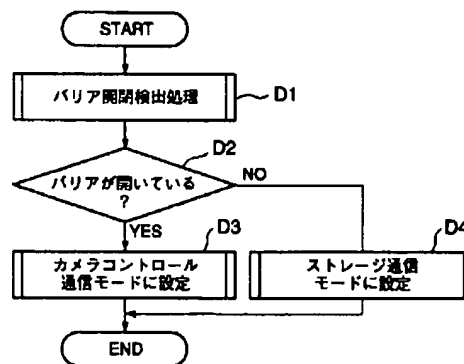 START
バリア開閉検出処理
D1
D2
バリアが開いている
?
NO
YES
D3
D4
カメラコントロール
通信モードに設定
ストレージ通信
モードに設定
END